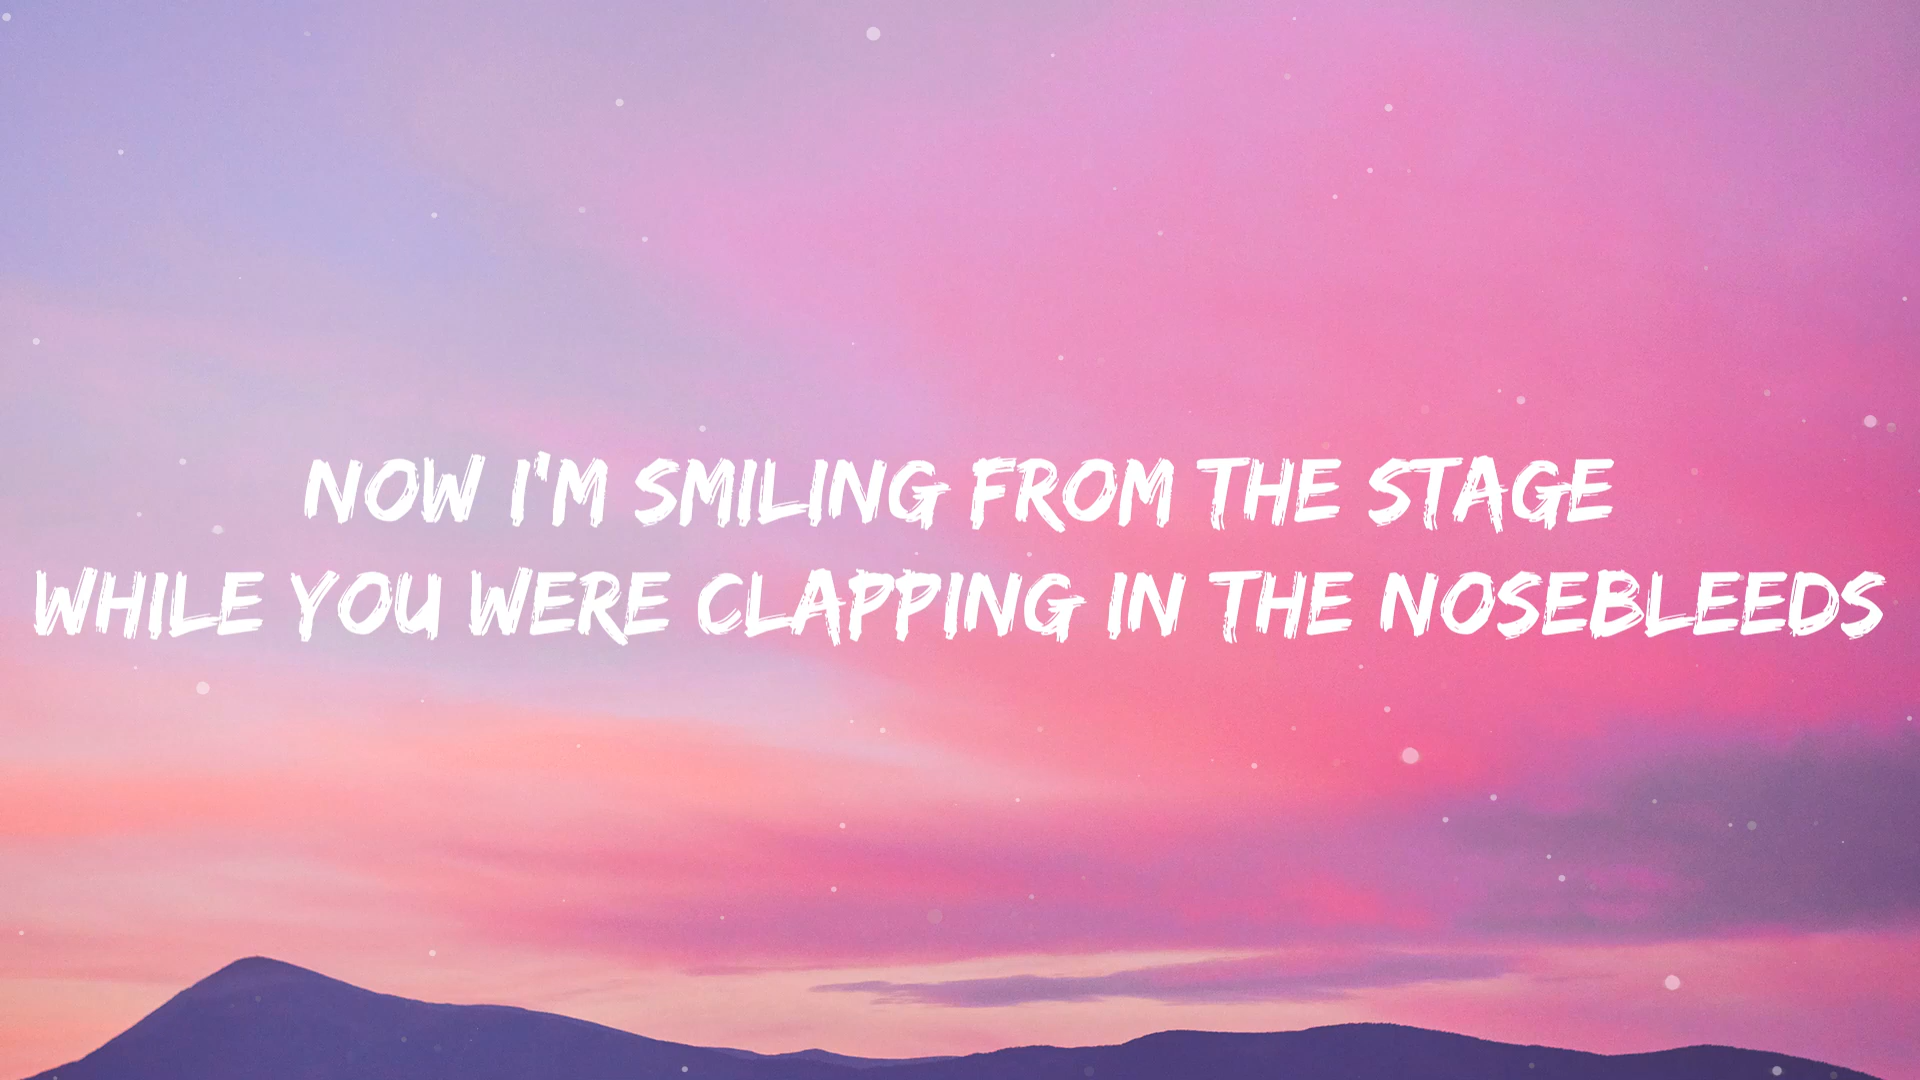 NOW I'M SMILING FROM THE STAGE
WHILE YOU WERE CLAPPING IN THE NOSEBLEEDS